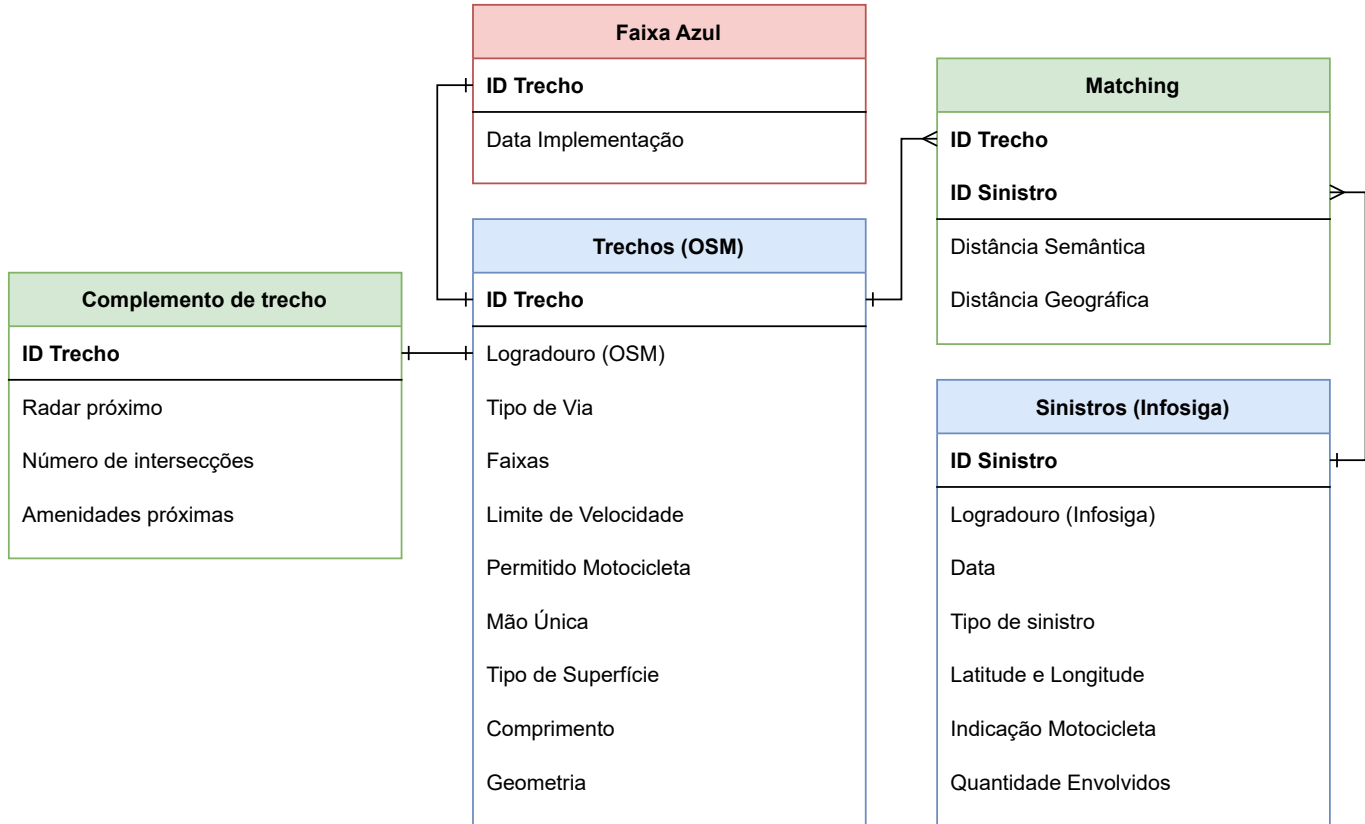 Faixa Azul
ID Trecho
Data Implementação
Matching
ID Trecho
ID Sinistro
Distância Semântica
Distância Geográfica
Trechos (OSM)
ID Trecho
Logradouro (OSM)
Tipo de Via
Faixas
Limite de Velocidade
Permitido Motocicleta
Mão Única
Tipo de Superfície
Comprimento
Geometria
Complemento de trecho
ID Trecho
Radar próximo
Número de intersecções
Amenidades próximas
Sinistros (Infosiga)
ID Sinistro
Logradouro (Infosiga)
Data
Tipo de sinistro
Latitude e Longitude
Indicação Motocicleta
Quantidade Envolvidos